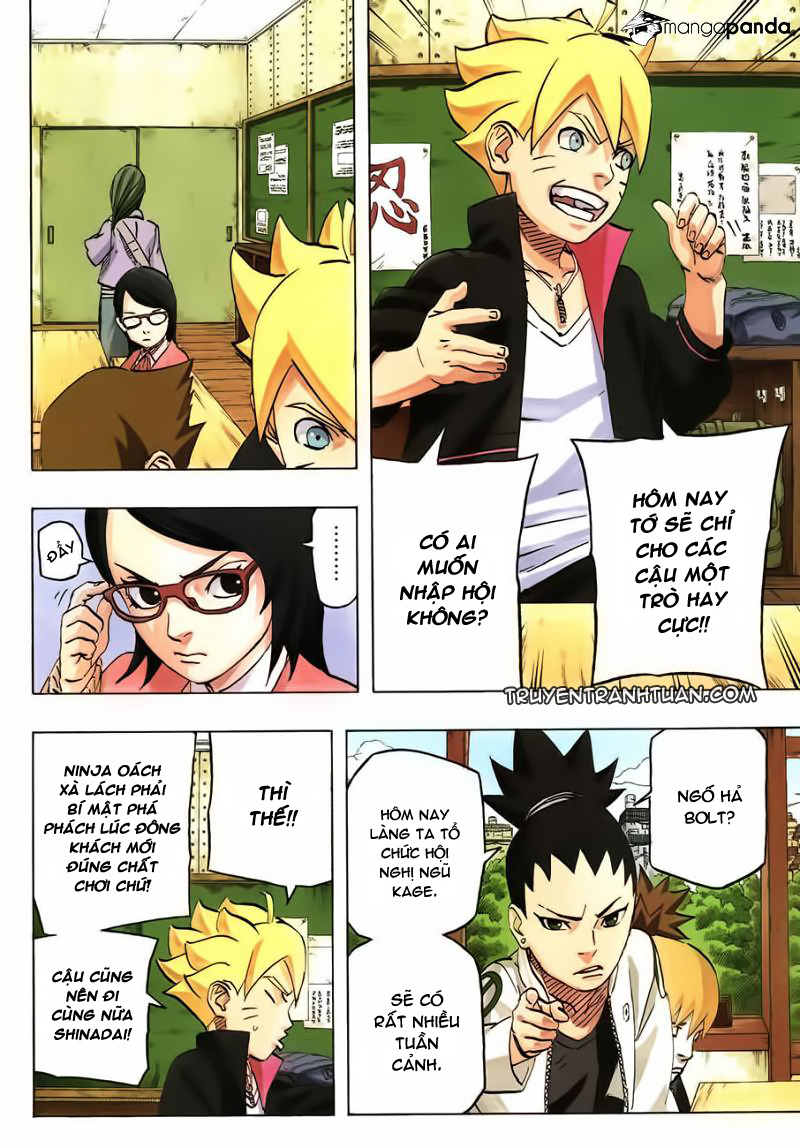 mangapanda
忍
HÔM NAY
TỚ SẼ CHỈ
CHO CÁC
CẬU MỘT
TRÒ HAY
CỰC!!
CÓ AI
MUỐN
NHẬP HỘI
KHÔNG?
TRUYENTRANHTUAN.COM
.......
ĐẨY
NGỐ HẢ
BOLT?
HÔM NAY
LÀNG TA TỔ
CHỨC HỘI
NGHỊ NGŨ
KAGE.
SẼ CÓ
RẤT NHIỀU
TUẦN
CẢNH.
THÌ
THẾ!!
NINJA OÁCH
XÀ LÁCH PHẢI
BÍ MẬT PHÁ
PHÁCH LÚC ĐÔNG
KHÁCH MỚI
ĐÚNG CHẤT
CHƠI CHỨ!
CẬU CŨNG
NÊN ĐI
CÙNG NỮA
SHINADAI!